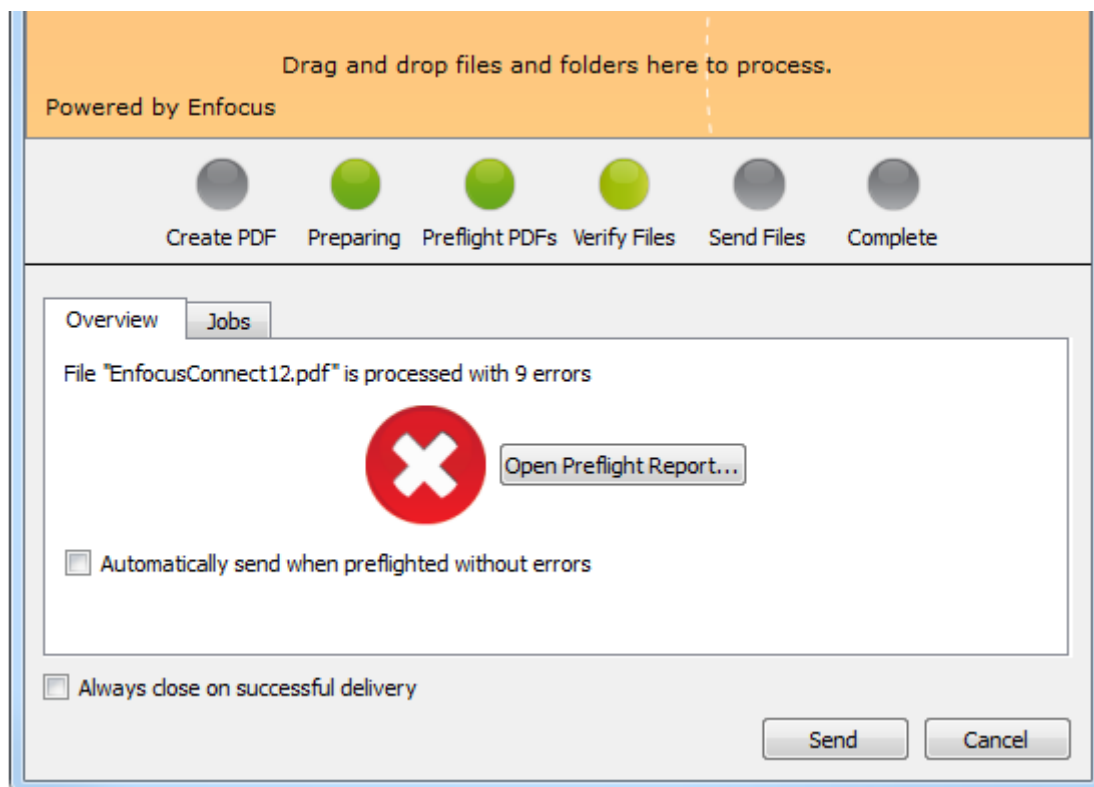 Drag and drop files and folders here to process.
Powered by Enfocus
Create PDF Preparing Preflight PDFs Verify Files Send Files Complete
Overview Jobs
File "EnfocusConnect12.pdf" is processed with 9 errors
Open Preflight Report...
Automatically send when preflighted without errors
Always close on successful delivery
Send Cancel